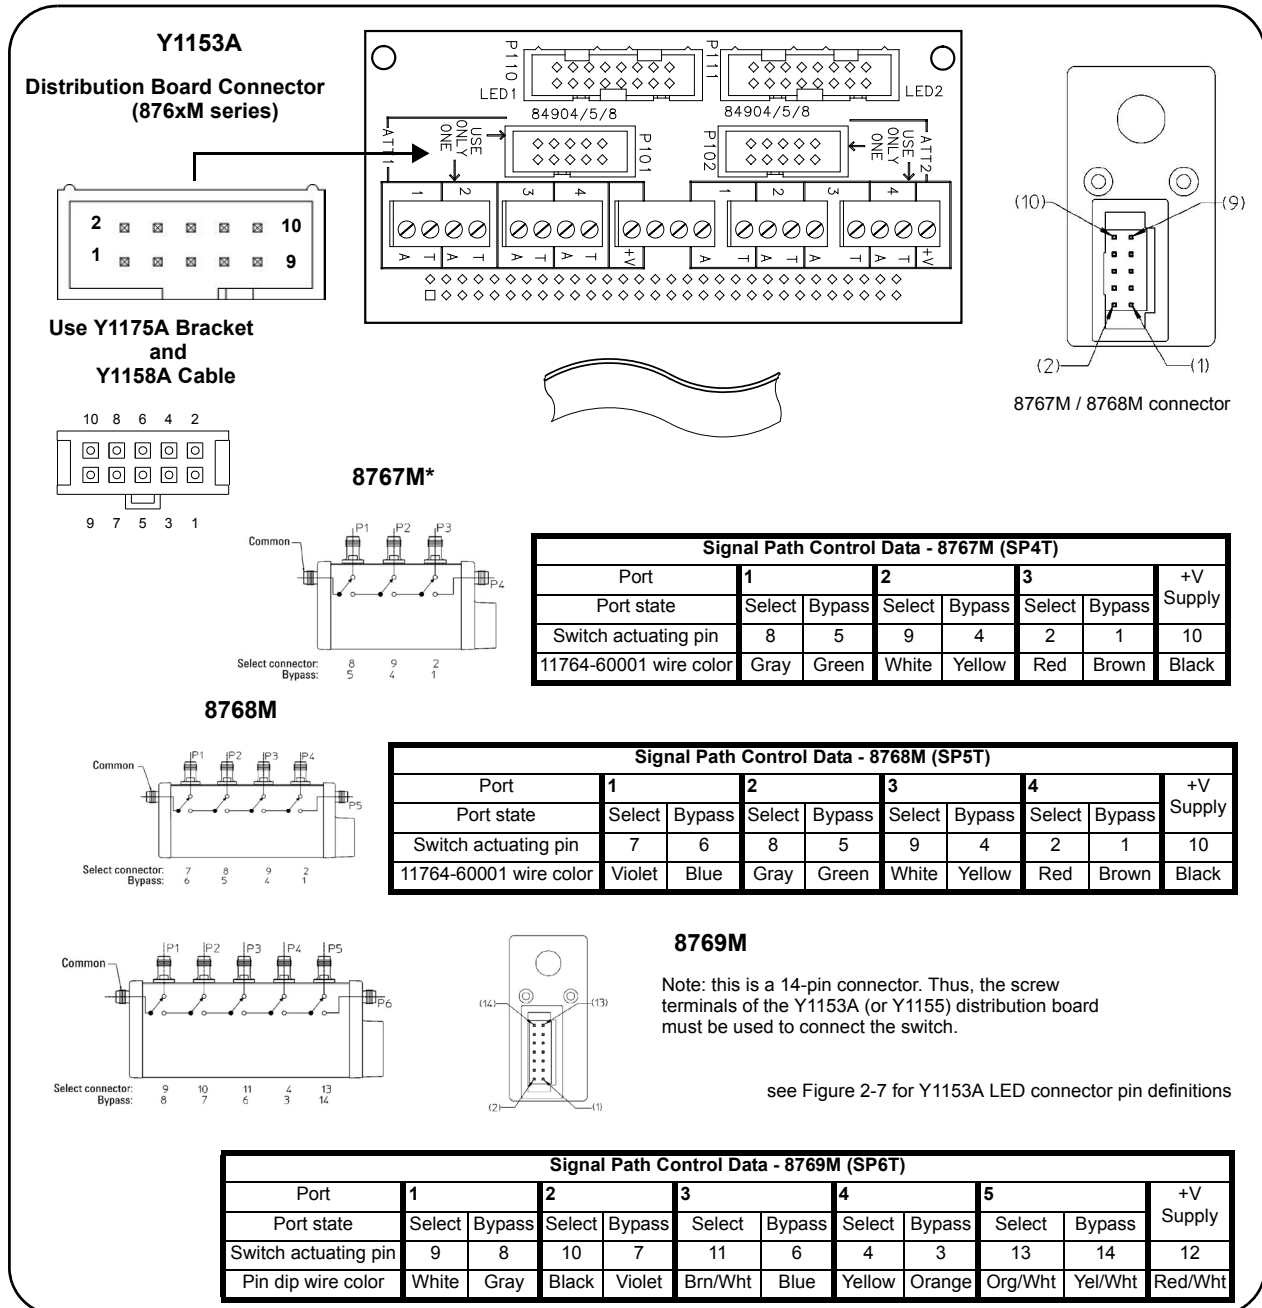 Y1153A
Distribution Board Connector
(876xM series)
2 10
1 9
Use Y1175A Bracket
and
Y1158A Cable
10 8 6 4 2
9 7 5 3 1
P110
P111
LED1
LED2
84904/5/8
84904/5/8
ATT1
USE
ONLY
ONE
P101
P102
USE
ONLY
ONE
ATT2
1 2 3 4 1 2 3 4
A T A T A T A T +V A T A T A T A T +V
(10) (9)
(2) (1)
8767M / 8768M connector
8767M*
Common P1 P2 P3 P4
Select connector: 8 9 2
Bypass: 5 4 1
Signal Path Control Data - 8767M (SP4T)
Port 1 2 3 +V Supply
Port state Select Bypass Select Bypass Select Bypass
Switch actuating pin 8 5 9 4 2 1 10
11764-60001 wire color Gray Green White Yellow Red Brown Black
8768M
Common P1 P2 P3 P4 P5
Select connector: 7 8 9 2
Bypass: 6 5 4 1
Signal Path Control Data - 8768M (SP5T)
Port 1 2 3 4 +V Supply
Port state Select Bypass Select Bypass Select Bypass Select Bypass
Switch actuating pin 7 6 8 5 9 4 2 1 10
11764-60001 wire color Violet Blue Gray Green White Yellow Red Brown Black
Common P1 P2 P3 P4 P5 P6
Select connector: 9 10 11 4 13
Bypass: 8 7 6 3 14
(14) (13)
(2) (1)
8769M
Note: this is a 14-pin connector. Thus, the screw
terminals of the Y1153A (or Y1155) distribution board
must be used to connect the switch.
see Figure 2-7 for Y1153A LED connector pin definitions
Signal Path Control Data - 8769M (SP6T)
Port 1 2 3 4 5 +V Supply
Port state Select Bypass Select Bypass Select Bypass Select Bypass Select Bypass
Switch actuating pin 9 8 10 7 11 6 4 3 13 14 12
Pin dip wire color White Gray Black Violet Brn/Wht Blue Yellow Orange Org/Wht Yel/Wht Red/Wht